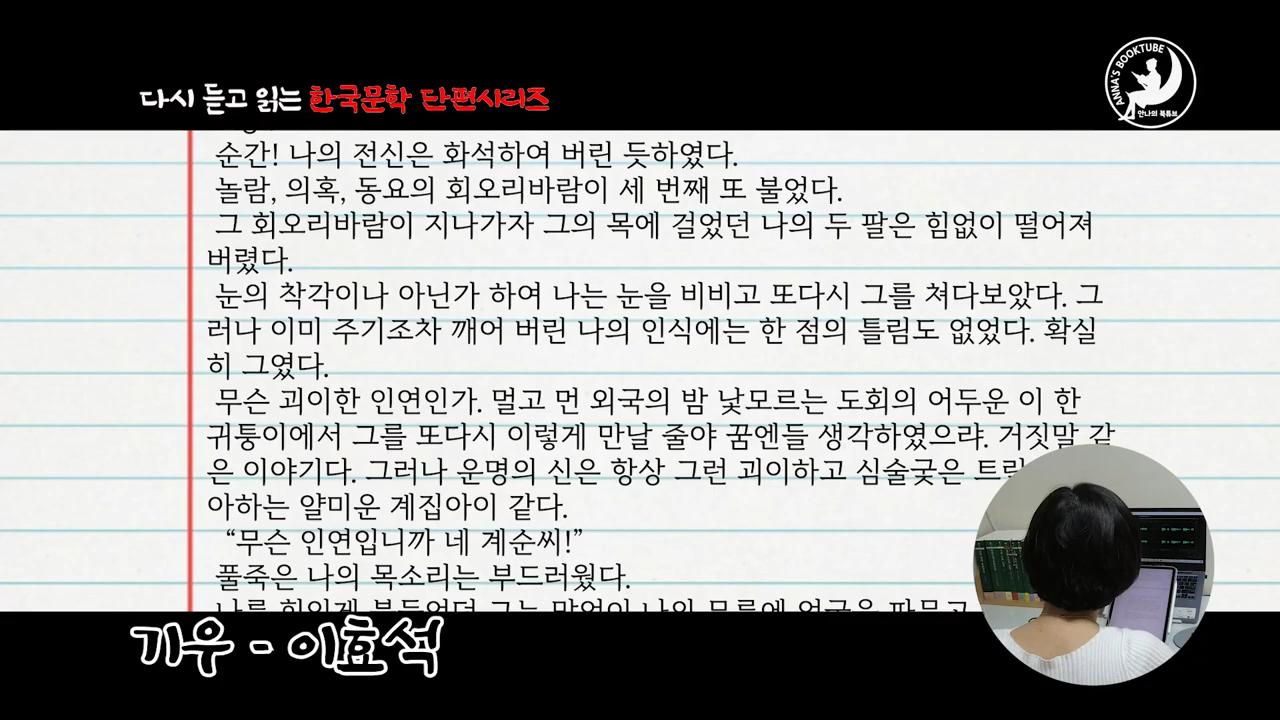 다시 듣고 읽는 한국문학 단편시리즈
ANNA'S BOOKTUBE
안나의 북튜브
순간! 나의 전신은 화석하여 버린 듯하였다.
놀람, 의혹, 동요의 회오리바람이 세 번째 또 불었다.
그 회오리바람이 지나가자 그의 목에 걸었던 나의 두 팔은 힘없이 떨어져
버렸다.
눈의 착각이나 아닌가 하여 나는 눈을 비비고 또다시 그를 쳐다보았다. 그
러나 이미 주기조차 깨어 버린 나의 인식에는 한 점의 틀림도 없었다. 확실
히 그였다.
무슨 괴이한 인연인가. 멀고 먼 외국의 밤 낯모르는 도회의 어두운 이 한
귀퉁이에서 그를 또다시 이렇게 만날 줄야 꿈엔들 생각하였으랴. 거짓말 같
은 이야기다. 그러나 운명의 신은 항상 그런 괴이하고 심술궂은
아하는 얄미운 계집아이 같다.
“무슨 인연입니까 네 계순씨!”
풀죽은 나의 목소리는 부드러웠다.
기우 - 이효석